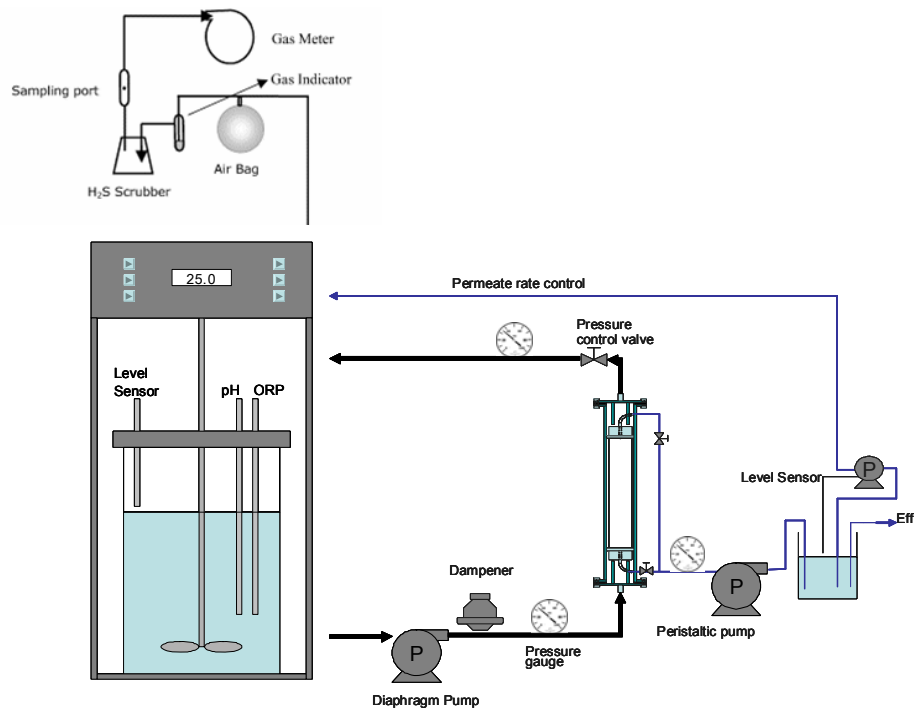 Gas Meter
Gas Indicator
Sampling port
Air Bag
H₂S Scrubber
25.0
Permeate rate control
Pressure
control valve
Level
Sensor
pH
ORP
Level Sensor
P
Eff
Dampener
P
Peristaltic pump
P
Pressure
gauge
Diaphragm Pump